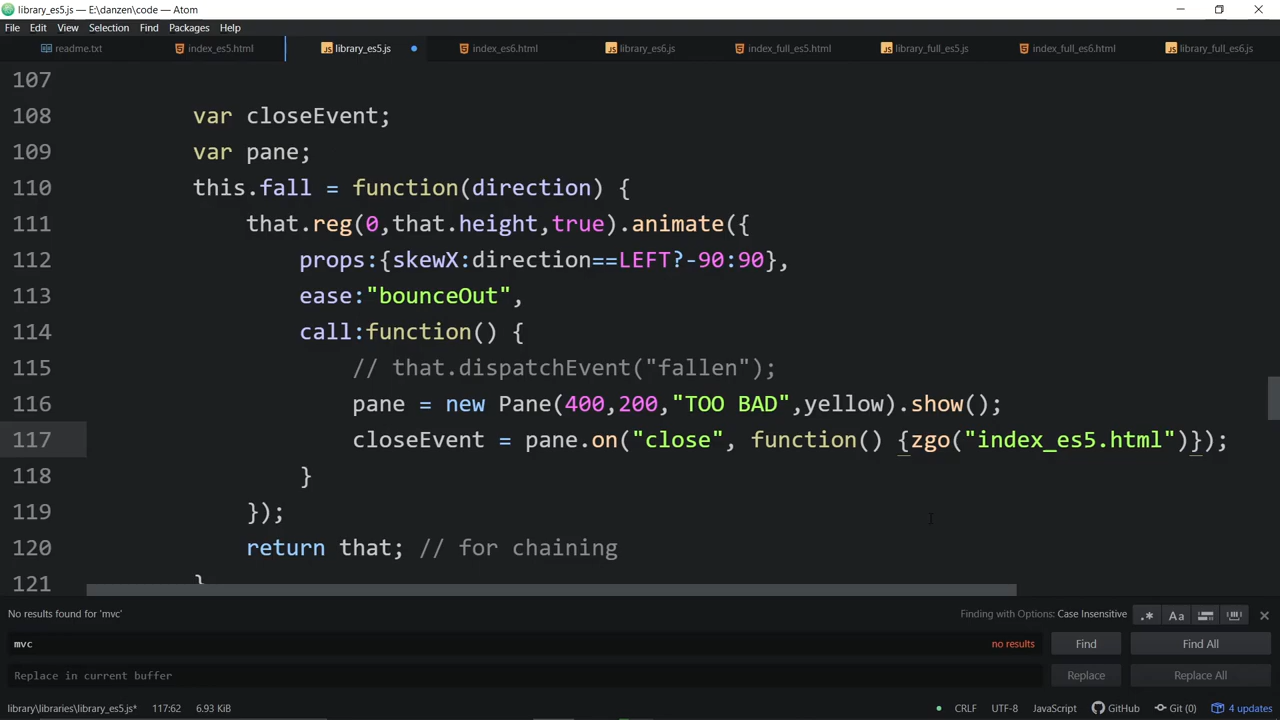 library_es5.js — E:\danzen\code — Atom
File Edit View Selection Find Packages Help
readme.txt index_es5.html library_es5.js index_es6.html library_es6.js index_full_es5.html library_full_es5.js index_full_es6.html library_full_es6.js
107
108 var closeEvent;
109 var pane;
110 this.fall = function(direction) {
111 that.reg(0,that.height,true).animate({
112 props:{skewX:direction==LEFT?-90:90},
113 ease:"bounceOut",
114 call:function() {
115 // that.dispatchEvent("fallen");
116 pane = new Pane(400,200,"TOO BAD",yellow).show();
117 closeEvent = pane.on("close", function() {zgo("index_es5.html")});
118 }
119 });
120 return that; // for chaining
121 }
No results found for 'mvc' Finding with Options: Case Insensitive .* Aa
mvc no results Find Find All
Replace in current buffer Replace Replace All
library\libraries\library_es5.js* 117:62 6.93 KiB CRLF UTF-8 JavaScript GitHub Git (0) 4 updates